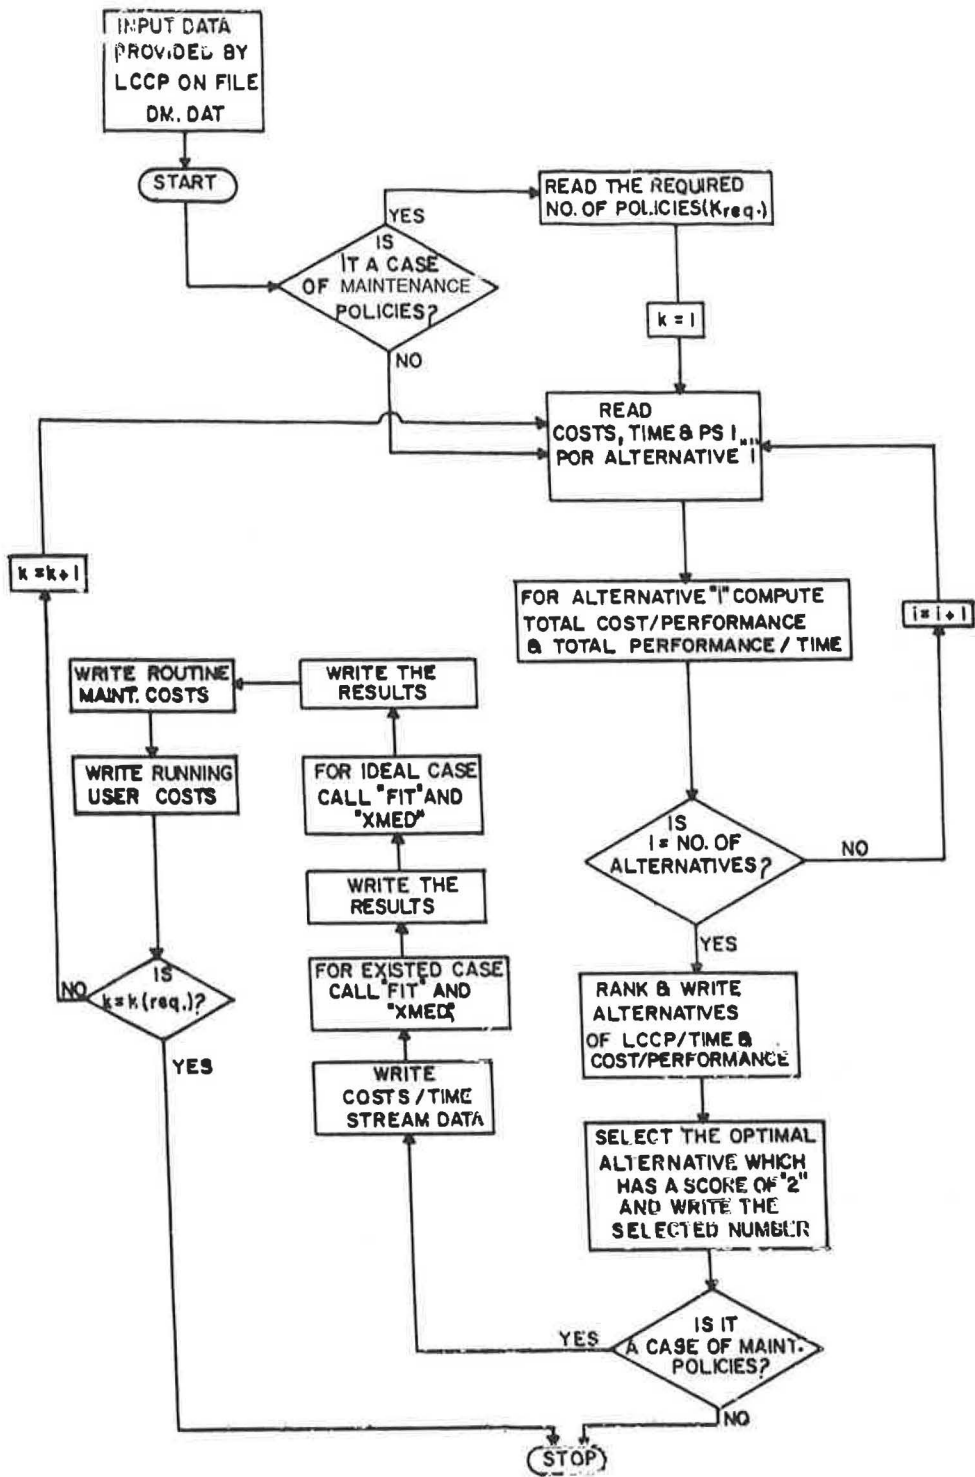 INPUT DATA
PROVIDED BY
LCCP ON FILE
DM. DAT
START
YES
IS
IT A CASE
OF MAINTENANCE
POLICIES?
NO
READ THE REQUIRED
NO. OF POLICIES(Kreq.)
k = 1
READ
COSTS, TIME & PS I
POR ALTERNATIVE "i"
k = k + 1
FOR ALTERNATIVE "i" COMPUTE
TOTAL COST/PERFORMANCE
& TOTAL PERFORMANCE / TIME
i = i + 1
WRITE ROUTINE
MAINT. COSTS
WRITE THE
RESULTS
WRITE RUNNING
USER COSTS
FOR IDEAL CASE
CALL "FIT" AND
"XMED"
IS
I = NO. OF
ALTERNATIVES?
NO
YES
WRITE THE
RESULTS
IS
k = k (req.)?
NO
YES
FOR EXISTED CASE
CALL "FIT" AND
"XMED"
RANK & WRITE
ALTERNATIVES
OF LCCP/TIME &
COST/PERFORMANCE
WRITE
COSTS / TIME
STREAM DATA
SELECT THE OPTIMAL
ALTERNATIVE WHICH
HAS A SCORE OF "2"
AND WRITE THE
SELECTED NUMBER
YES
IS IT
A CASE OF MAINT.
POLICIES?
NO
STOP